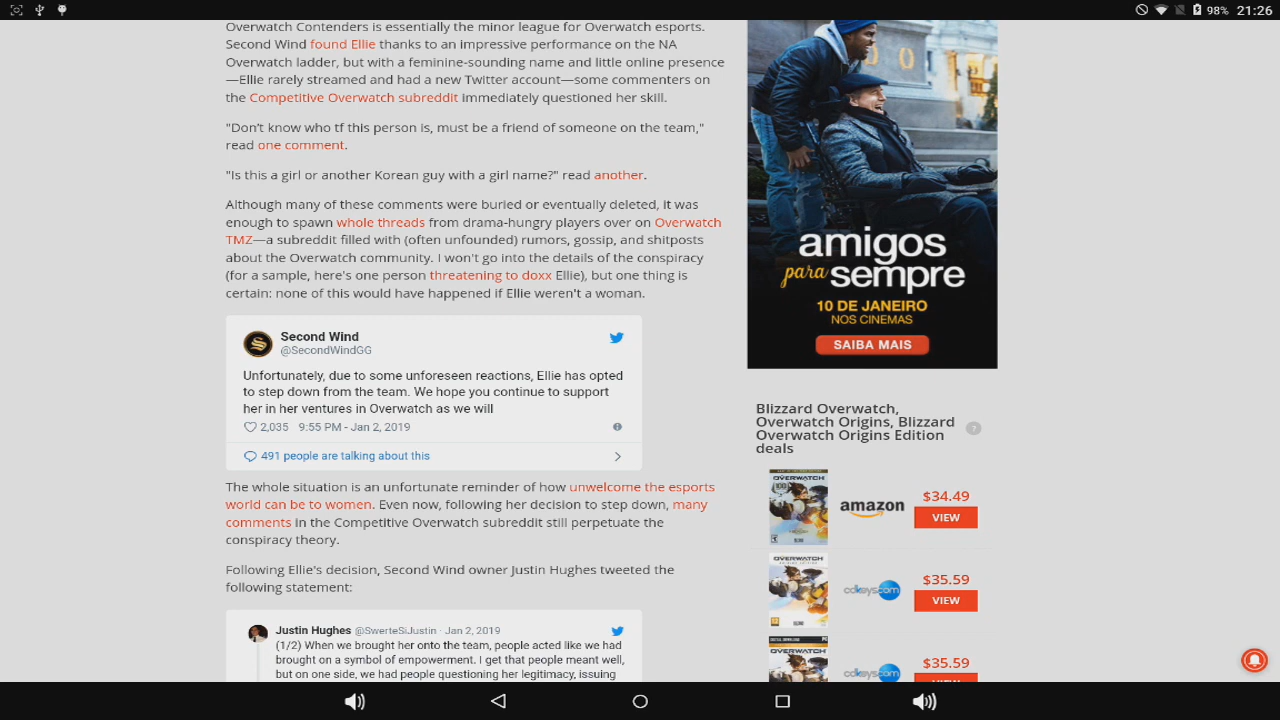 98% 21:26
Overwatch Contenders is essentially the minor league for Overwatch esports.
Second Wind found Ellie thanks to an impressive performance on the NA
Overwatch ladder, but with a feminine-sounding name and little online presence
—Ellie rarely streamed and had a new Twitter account—some commenters on
the Competitive Overwatch subreddit immediately questioned her skill.
"Don't know who tf this person is, must be a friend of someone on the team,"
read one comment.
"Is this a girl or another Korean guy with a girl name?" read another.
Although many of these comments were buried or eventually deleted, it was
enough to spawn whole threads from drama-hungry players over on Overwatch
TMZ—a subreddit filled with (often unfounded) rumors, gossip, and shitposts
about the Overwatch community. I won't go into the details of the conspiracy
(for a sample, here's one person threatening to doxx Ellie), but one thing is
certain: none of this would have happened if Ellie weren't a woman.
Second Wind
@SecondWindGG
Unfortunately, due to some unforeseen reactions, Ellie has opted
to step down from the team. We hope you continue to support
her in her ventures in Overwatch as we will
2,035 9:55 PM - Jan 2, 2019
491 people are talking about this
The whole situation is an unfortunate reminder of how unwelcome the esports
world can be to women. Even now, following her decision to step down, many
comments in the Competitive Overwatch subreddit still perpetuate the
conspiracy theory.
Following Ellie's decision, Second Wind owner Justin Hughes tweeted the
following statement:
Justin Hughes @SwerteSiJustin · Jan 2, 2019
(1/2) When we brought her onto the team, people acted like we had
brought on a symbol of empowerment. I get that people meant well,
but on one side, we had people questioning her legitimacy, issuing
amigos
para sempre
10 DE JANEIRO
NOS CINEMAS
SAIBA MAIS
Blizzard Overwatch,
Overwatch Origins, Blizzard
Overwatch Origins Edition
deals
?
OVERWATCH
amazon
$34.49
VIEW
OVERWATCH
cdkeys.com
$35.59
VIEW
OVERWATCH
cdkeys.com
$35.59
VIEW